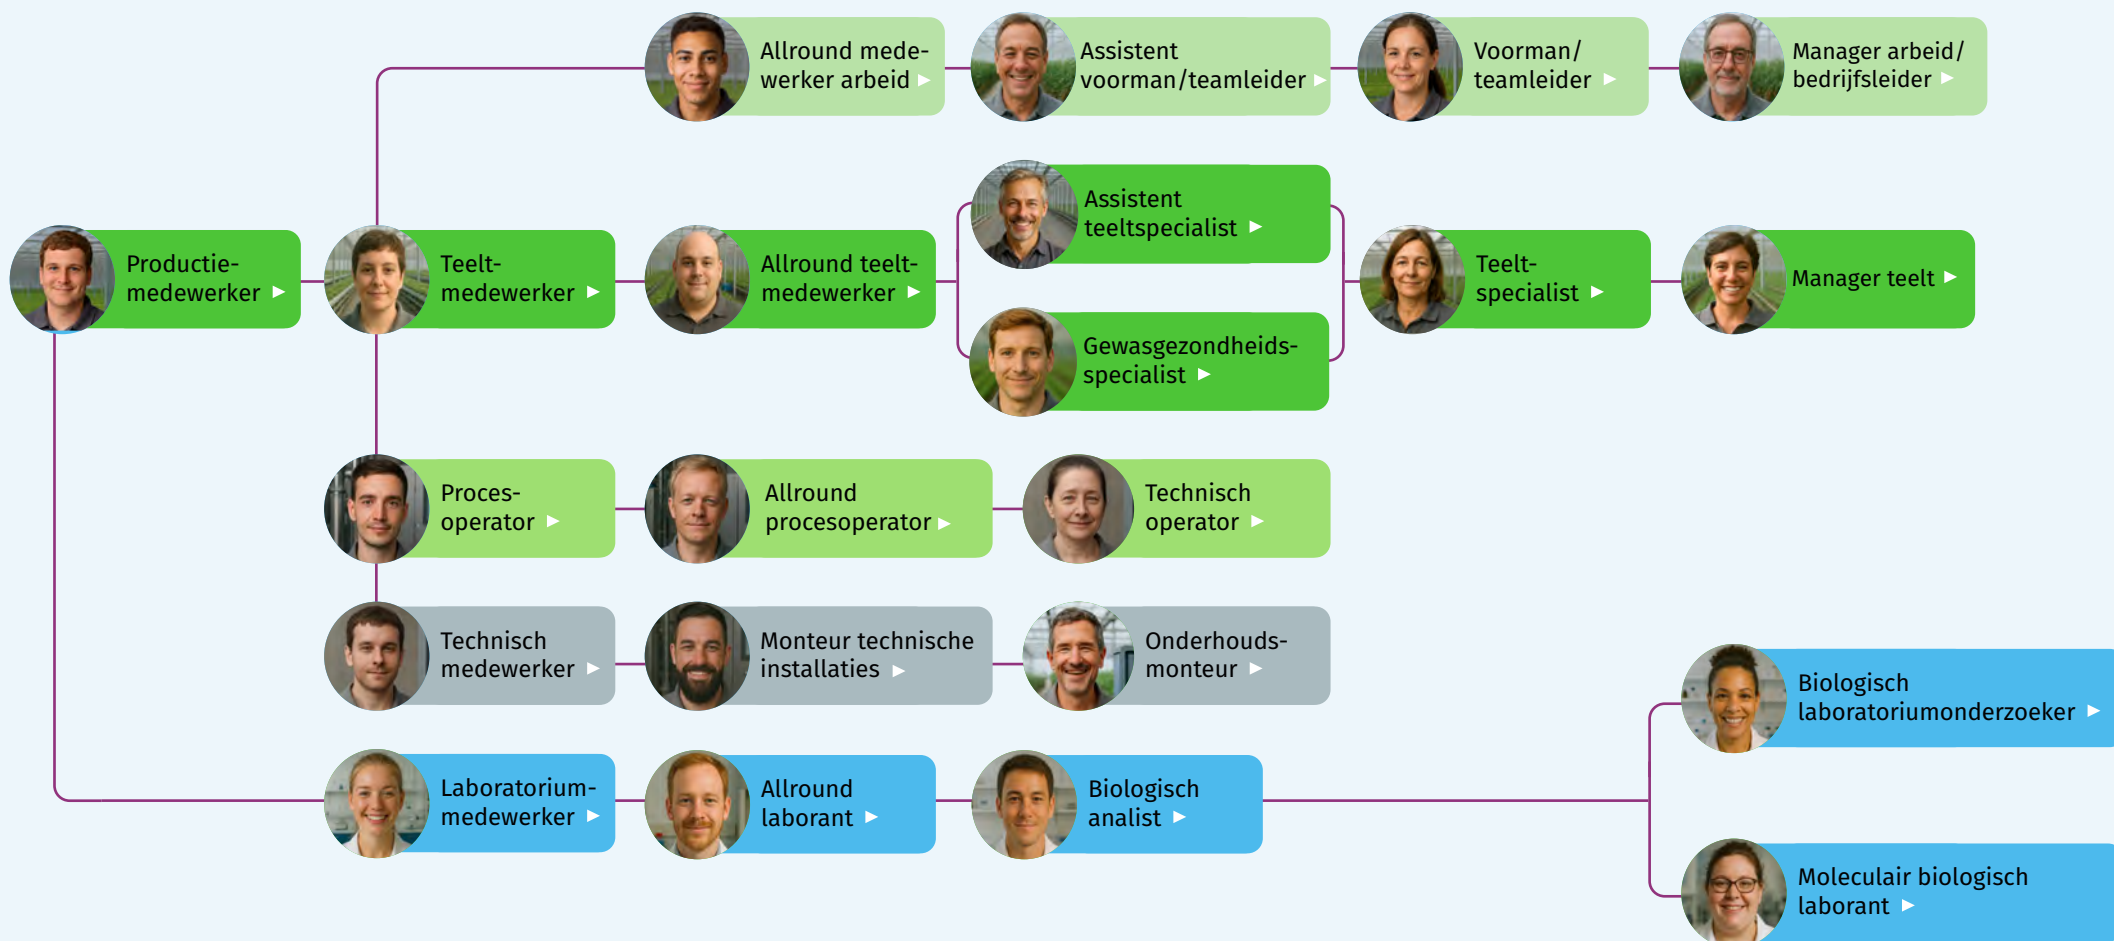 Allround mede-
werker arbeid
Assistent
voorman/teamleider
Voorman/
teamleider
Manager arbeid/
bedrijfsleider
Productie-
medewerker
Teelt-
medewerker
Allround teelt-
medewerker
Assistent
teeltspecialist
Gewasgezondheids-
specialist
Teelt-
specialist
Manager teelt
Proces-
operator
Allround
procesoperator
Technisch
operator
Technisch
medewerker
Monteur technische
installaties
Onderhouds-
monteur
Laboratorium-
medewerker
Allround
laborant
Biologisch
analist
Biologisch
laboratoriumonderzoeker
Moleculair biologisch
laborant